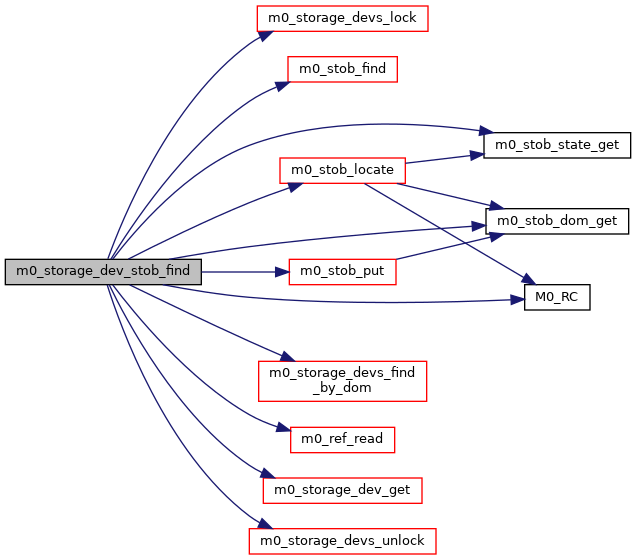 m0_storage_devs_lock
m0_stob_find
m0_stob_state_get
m0_stob_locate
m0_stob_dom_get
m0_storage_dev_stob_find
m0_stob_put
M0_RC
m0_storage_devs_find
_by_dom
m0_ref_read
m0_storage_dev_get
m0_storage_devs_unlock